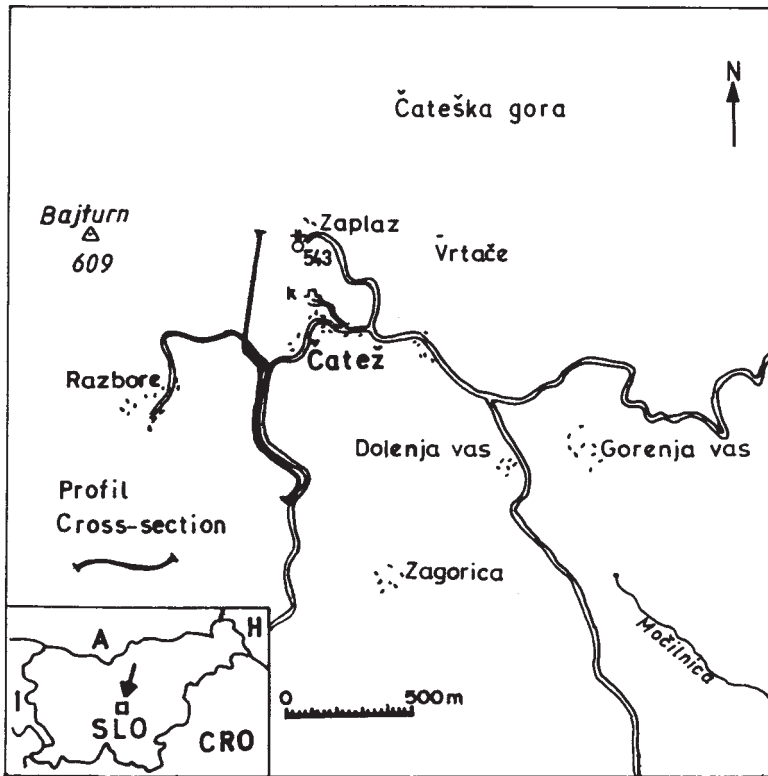 N
Čateška gora
Bajturn
609
Zaplaz
543
Vrtače
k
Čatež
Razbore
Dolenja vas
Gorenja vas
Profil
Cross-section
Zagorica
Močilnica
A
H
I
SLO
CRO
0 500 m